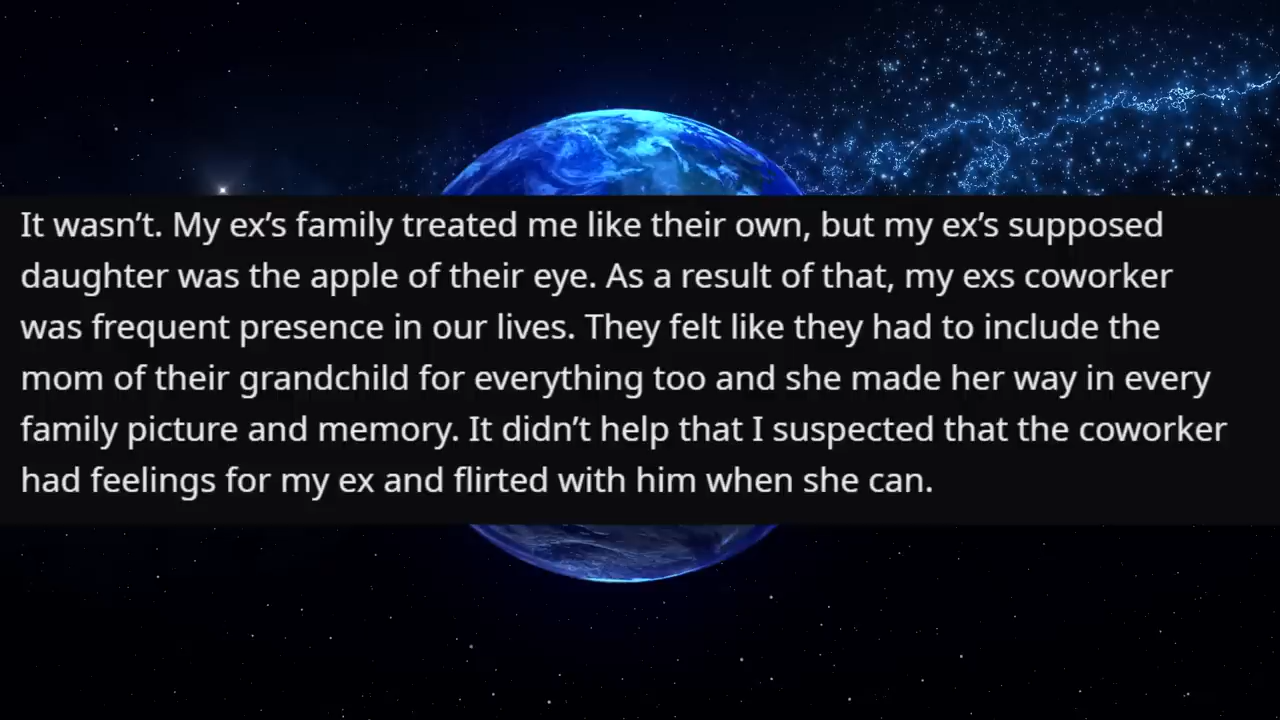 It wasn’t. My ex’s family treated me like their own, but my ex’s supposed
daughter was the apple of their eye. As a result of that, my exs coworker
was frequent presence in our lives. They felt like they had to include the
mom of their grandchild for everything too and she made her way in every
family picture and memory. It didn’t help that I suspected that the coworker
had feelings for my ex and flirted with him when she can.